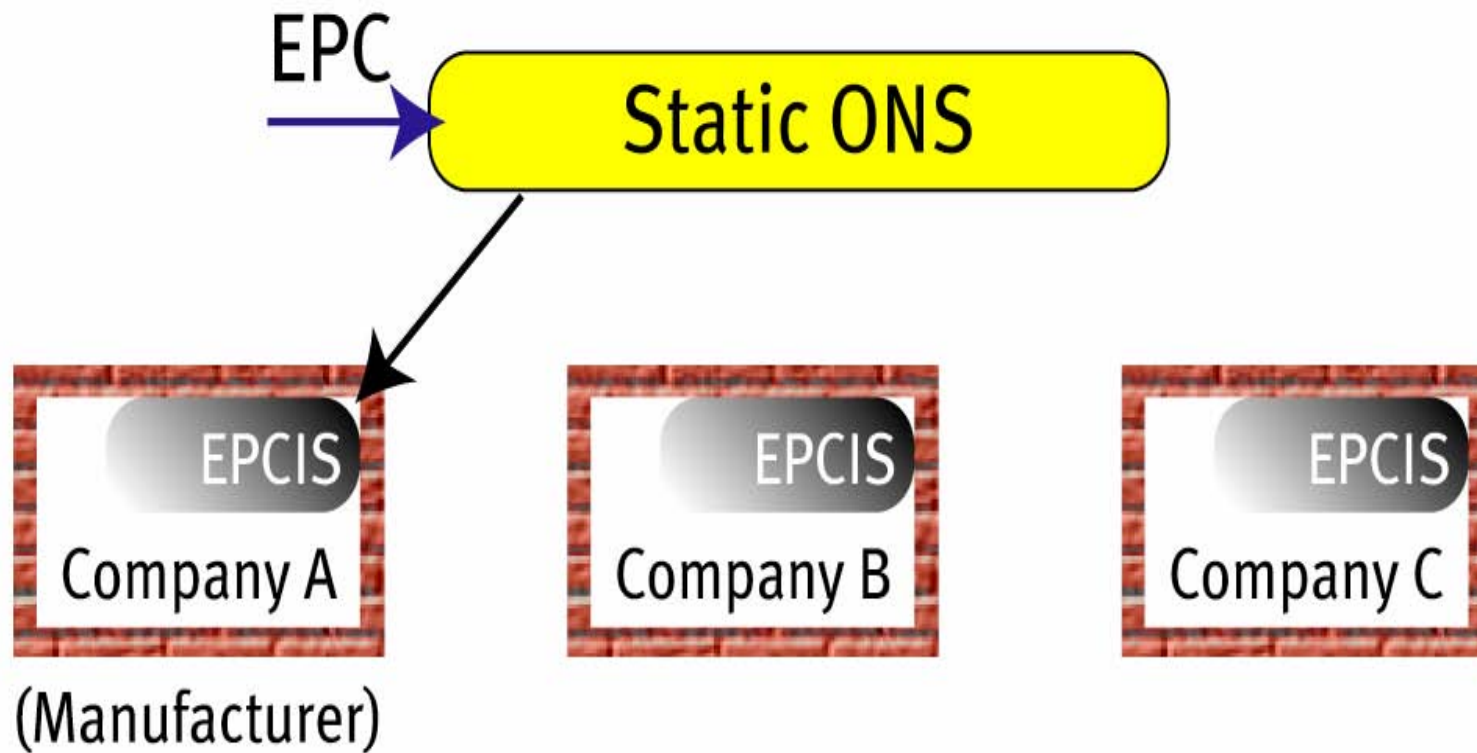 EPC
Static ONS
EPCIS
Company A
(Manufacturer)
EPCIS
Company B
EPCIS
Company C